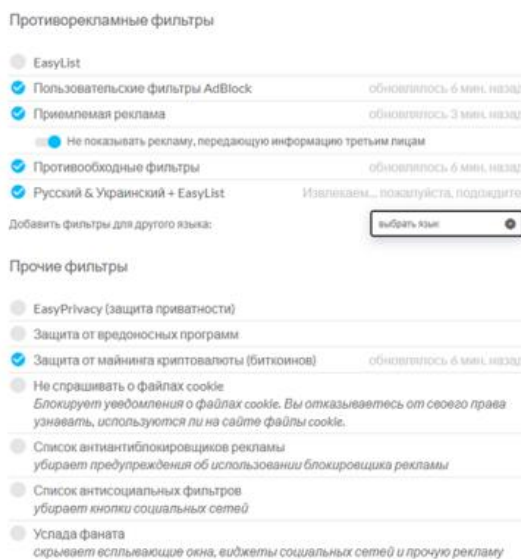 Противорекламные фильтры
EasyList
Пользовательские фильтры AdBlock обновлялось 6 мин. назад
Приемлемая реклама обновлялось 3 мин. назад
Не показывать рекламу, передающую информацию третьим лицам
Противообходные фильтры обновлялось 6 мин. назад
Русский & Украинский + EasyList Извлекаем... пожалуйста, подождите
Добавить фильтры для другого языка: выбрать язык
Прочие фильтры
EasyPrivacy (защита приватности)
Защита от вредоносных программ
Защита от майнинга криптовалюты (биткоинов) обновлялось 6 мин. назад
Не спрашивать о файлах cookie
Блокирует уведомления о файлах cookie. Вы отказываетесь от своего права
узнавать, используются ли на сайте файлы cookie.
Список антиантиблокировщиков рекламы
убирает предупреждения об использовании блокировщика рекламы
Список антисоциальных фильтров
убирает кнопки социальных сетей
Услада фаната
скрывает всплывающие окна, виджеты социальных сетей и прочую рекламу